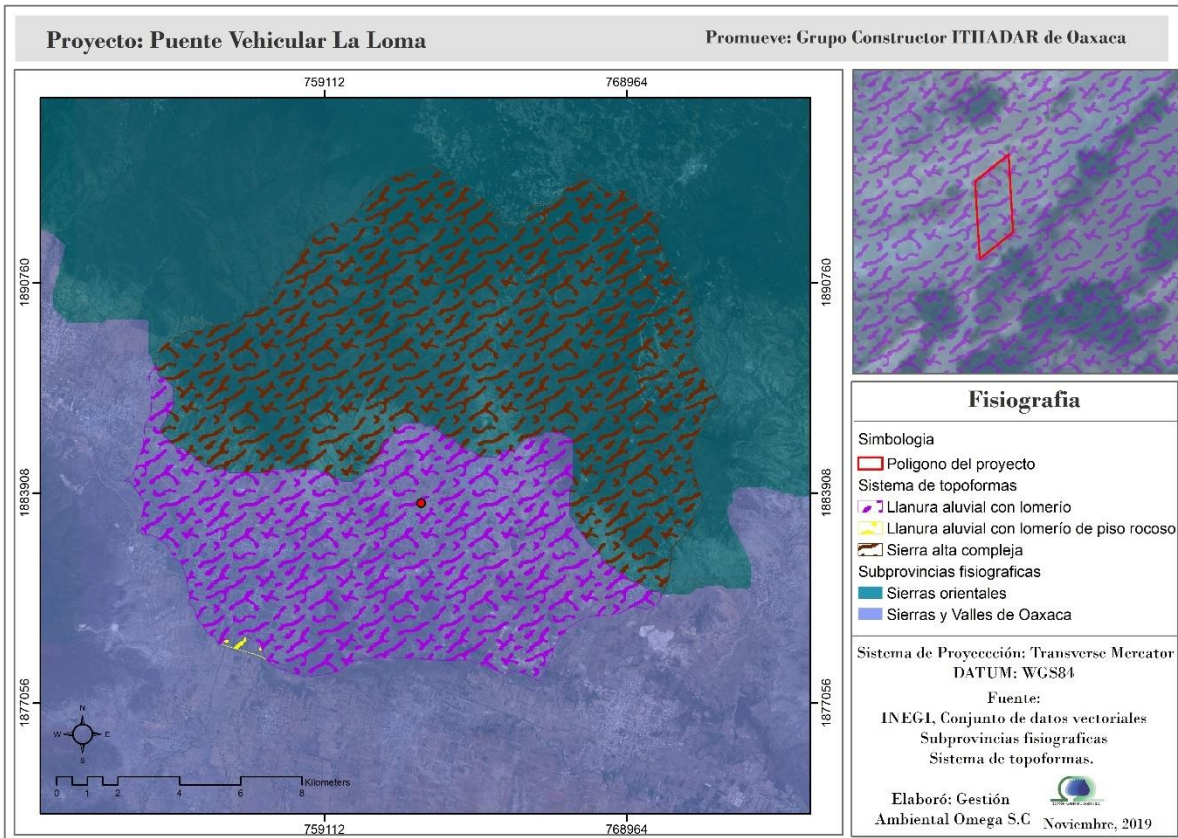 Proyecto: Puente Vehicular La Loma
Promueve: Grupo Constructor ITHADAR de Oaxaca
759112
768964
1890760
1883908
1877056
1890760
1883908
1877056
N
W
E
S
Kilometers
0 1 2 4 6 8
759112
768964
Fisiografia
Simbologia
Poligono del proyecto
Sistema de topoformas
Llanura aluvial con lomerío
Llanura aluvial con lomerío de piso rocoso
Sierra alta compleja
Subprovincias fisiograficas
Sierras orientales
Sierras y Valles de Oaxaca
Sistema de Proyeccción: Transverse Mercator
DATUM: WGS84
Fuente:
INEGI, Conjunto de datos vectoriales
Subprovincias fisiograficas
Sistema de topoformas.
Elaboró: Gestión
Ambiental Omega S.C
Noviembre, 2019